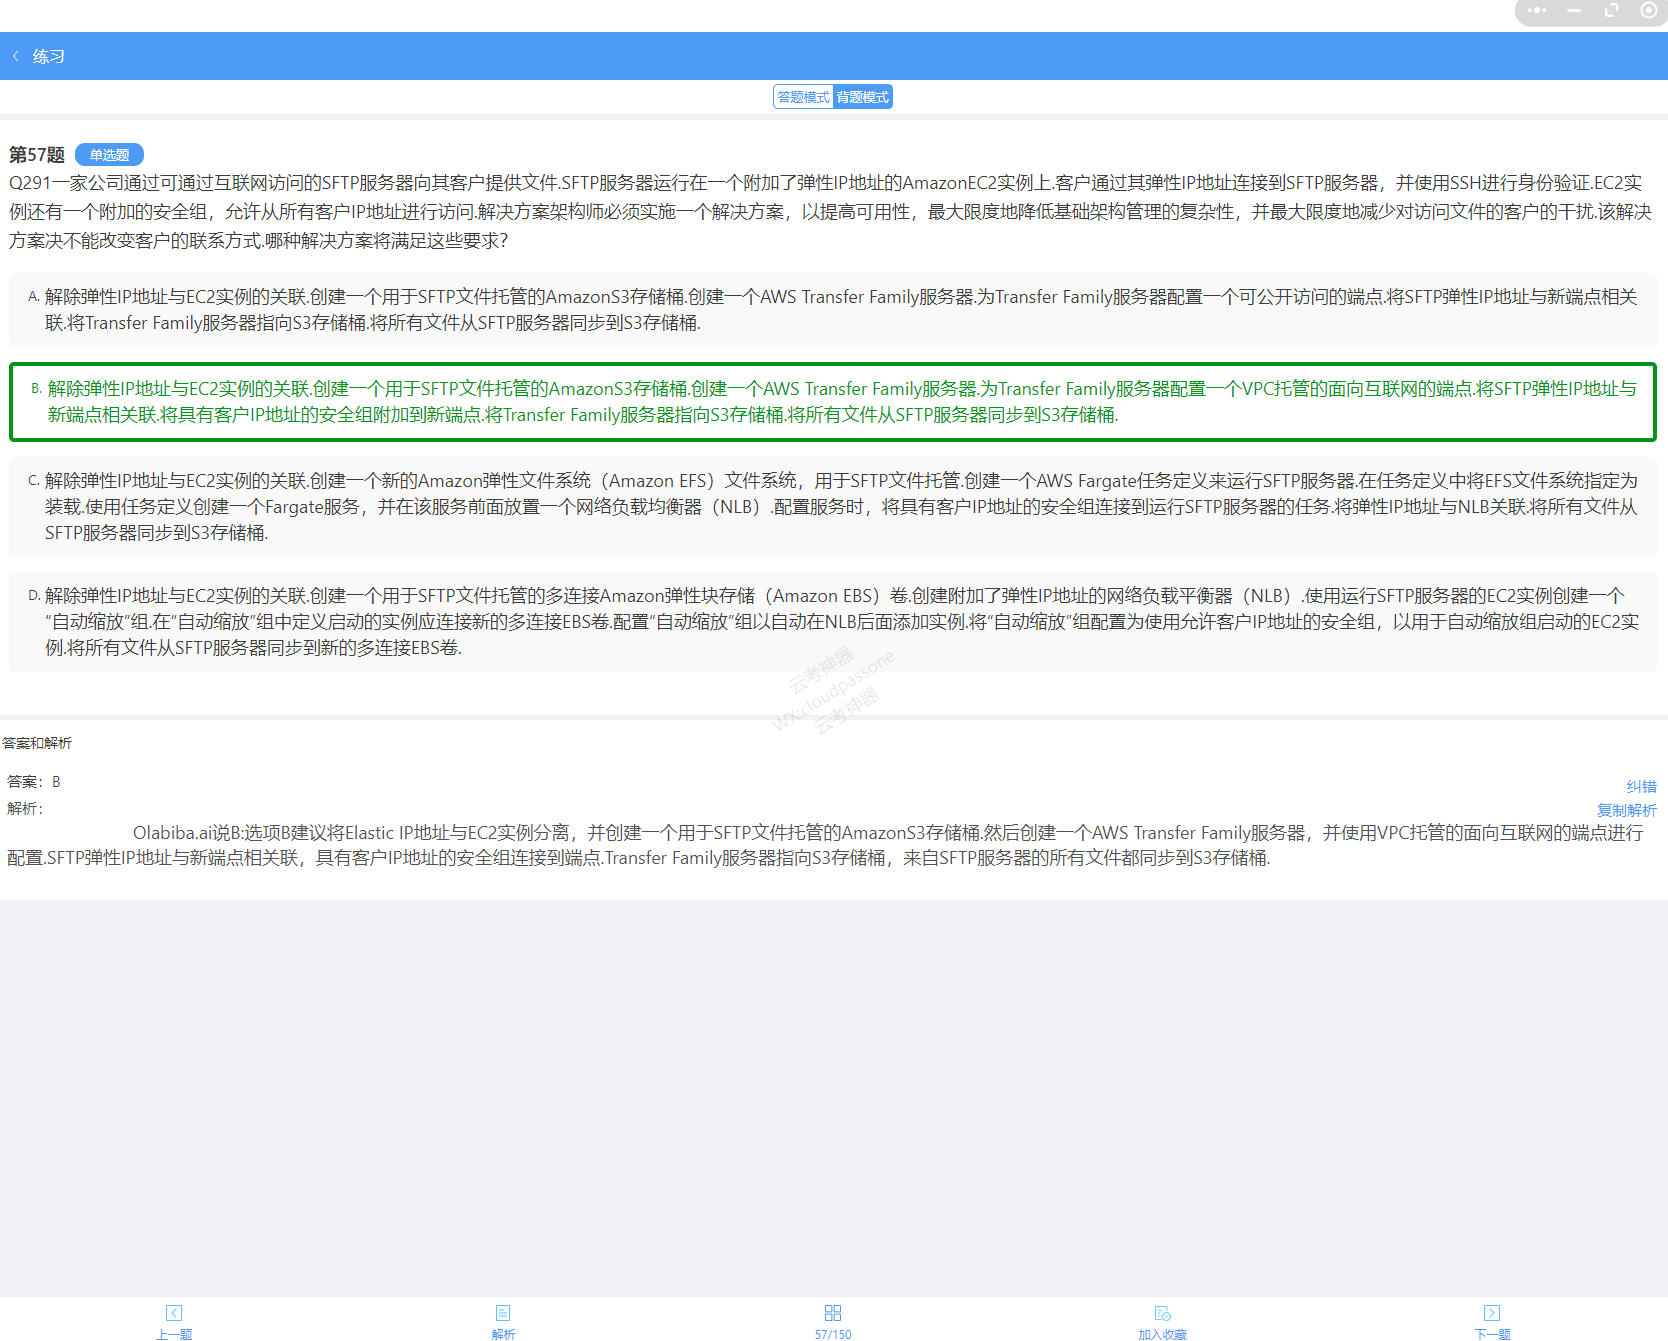 练习
答题模式 背题模式
第57题 单选题
Q291一家公司通过可通过互联网访问的SFTP服务器向其客户提供文件.SFTP服务器运行在一个附加了弹性IP地址的AmazonEC2实例上.客户通过其弹性IP地址连接到SFTP服务器，并使用SSH进行身份验证.EC2实
例还有一个附加的安全组，允许从所有客户IP地址进行访问.解决方案架构师必须实施一个解决方案，以提高可用性，最大限度地降低基础架构管理的复杂性，并最大限度地减少对访问文件的客户的干扰.该解决
方案决不能改变客户的联系方式.哪种解决方案将满足这些要求?
A. 解除弹性IP地址与EC2实例的关联.创建一个用于SFTP文件托管的AmazonS3存储桶.创建一个AWS Transfer Family服务器.为Transfer Family服务器配置一个可公开访问的端点.将SFTP弹性IP地址与新端点相关
联.将Transfer Family服务器指向S3存储桶.将所有文件从SFTP服务器同步到S3存储桶.
B. 解除弹性IP地址与EC2实例的关联.创建一个用于SFTP文件托管的AmazonS3存储桶.创建一个AWS Transfer Family服务器.为Transfer Family服务器配置一个VPC托管的面向互联网的端点.将SFTP弹性IP地址与
新端点相关联.将具有客户IP地址的安全组附加到新端点.将Transfer Family服务器指向S3存储桶.将所有文件从SFTP服务器同步到S3存储桶.
C. 解除弹性IP地址与EC2实例的关联.创建一个新的Amazon弹性文件系统（Amazon EFS）文件系统，用于SFTP文件托管.创建一个AWS Fargate任务定义来运行SFTP服务器.在任务定义中将EFS文件系统指定为
装载.使用任务定义创建一个Fargate服务，并在该服务前面放置一个网络负载均衡器（NLB）.配置服务时，将具有客户IP地址的安全组连接到运行SFTP服务器的任务.将弹性IP地址与NLB关联.将所有文件从
SFTP服务器同步到S3存储桶.
D. 解除弹性IP地址与EC2实例的关联.创建一个用于SFTP文件托管的多连接Amazon弹性块存储（Amazon EBS）卷.创建附加了弹性IP地址的网络负载平衡器（NLB）.使用运行SFTP服务器的EC2实例创建一个
“自动缩放”组.在“自动缩放”组中定义启动的实例应连接新的多连接EBS卷.配置“自动缩放”组以自动在NLB后面添加实例.将“自动缩放”组配置为使用允许客户IP地址的安全组，以用于自动缩放组启动的EC2实
例.将所有文件从SFTP服务器同步到新的多连接EBS卷.
云考神器
WX:cloudpassone
云考神器
答案和解析
答案：B
纠错
解析：
复制解析
Olabiba.ai说B:选项B建议将Elastic IP地址与EC2实例分离，并创建一个用于SFTP文件托管的AmazonS3存储桶.然后创建一个AWS Transfer Family服务器，并使用VPC托管的面向互联网的端点进行
配置.SFTP弹性IP地址与新端点相关联，具有客户IP地址的安全组连接到端点.Transfer Family服务器指向S3存储桶，来自SFTP服务器的所有文件都同步到S3存储桶.
上一题 解析 57/150 加入收藏 下一题